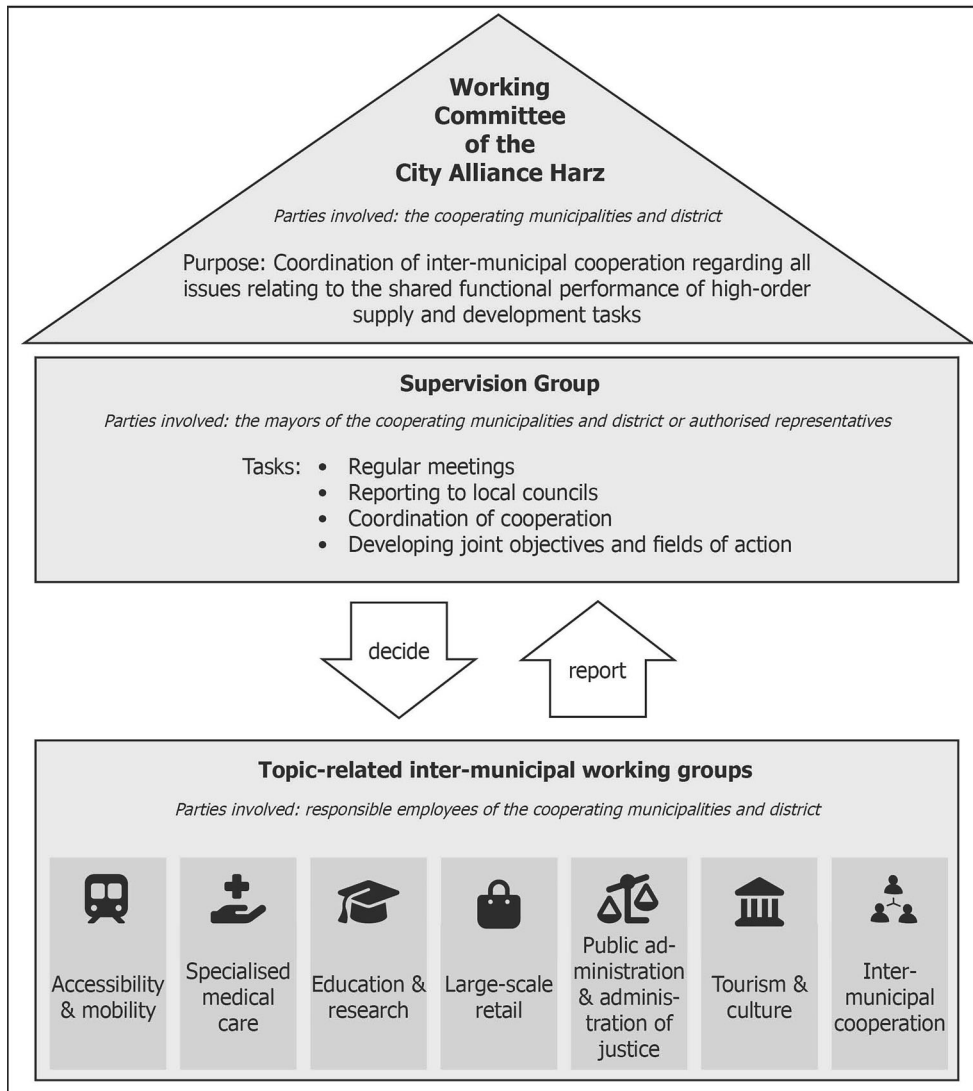 Working
Committee
of the
City Alliance Harz
Parties involved: the cooperating municipalities and district
Purpose: Coordination of inter-municipal cooperation regarding all
issues relating to the shared functional performance of high-order
supply and development tasks
Supervision Group
Parties involved: the mayors of the cooperating municipalities and district or authorised representatives
Tasks: • Regular meetings
• Reporting to local councils
• Coordination of cooperation
• Developing joint objectives and fields of action
decide
report
Topic-related inter-municipal working groups
Parties involved: responsible employees of the cooperating municipalities and district
Accessibility
& mobility
Specialised
medical
care
Education &
research
Large-scale
retail
Public ad-
ministration
& adminis-
tration of
justice
Tourism &
culture
Inter-
municipal
cooperation